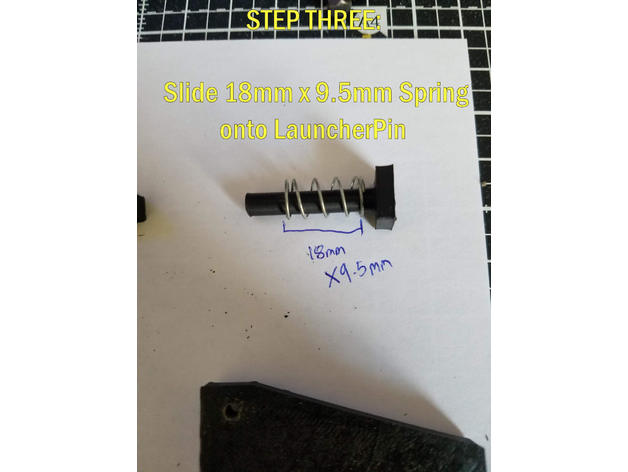 STEP THREE:
Slide 18mm x 9.5mm Spring
onto LauncherPin
18mm
x9.5mm